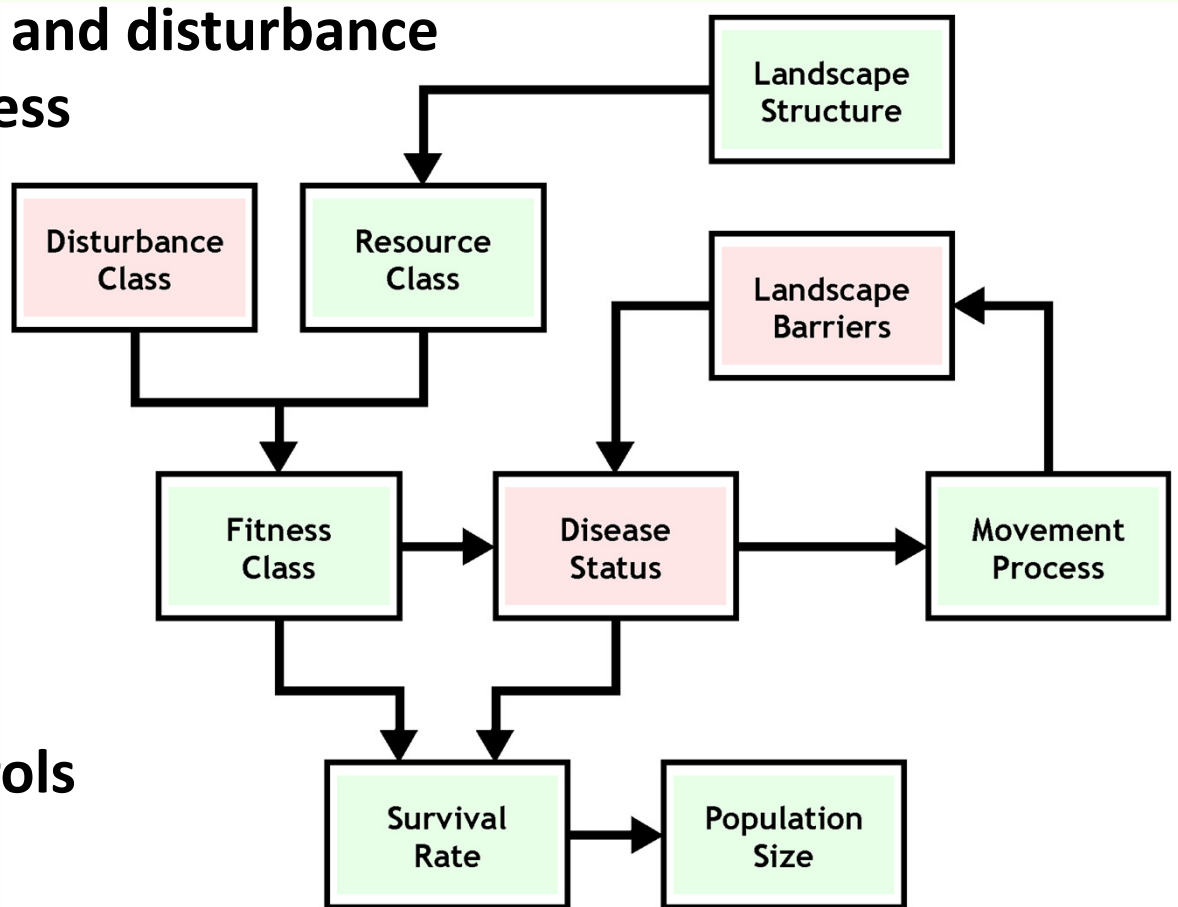 and disturbance
ess
Landscape
Structure
Disturbance
Class
Resource
Class
Landscape
Barriers
Fitness
Class
Disease
Status
Movement
Process
rols
Survival
Rate
Population
Size